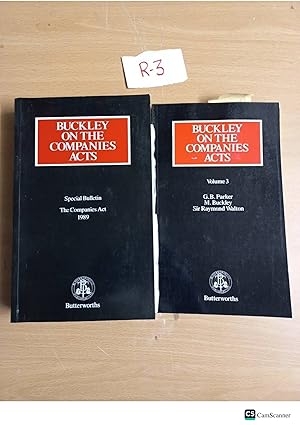 R-3
BUCKLEY
ON THE
COMPANIES
ACTS
Special Bulletin
The Companies Act
1989
Butterworths
BUCKLEY
ON THE
COMPANIES
ACTS
Volume 3
G.B. Parker
M. Buckley
Sir Raymond Walton
Butterworths
CS CamScanner